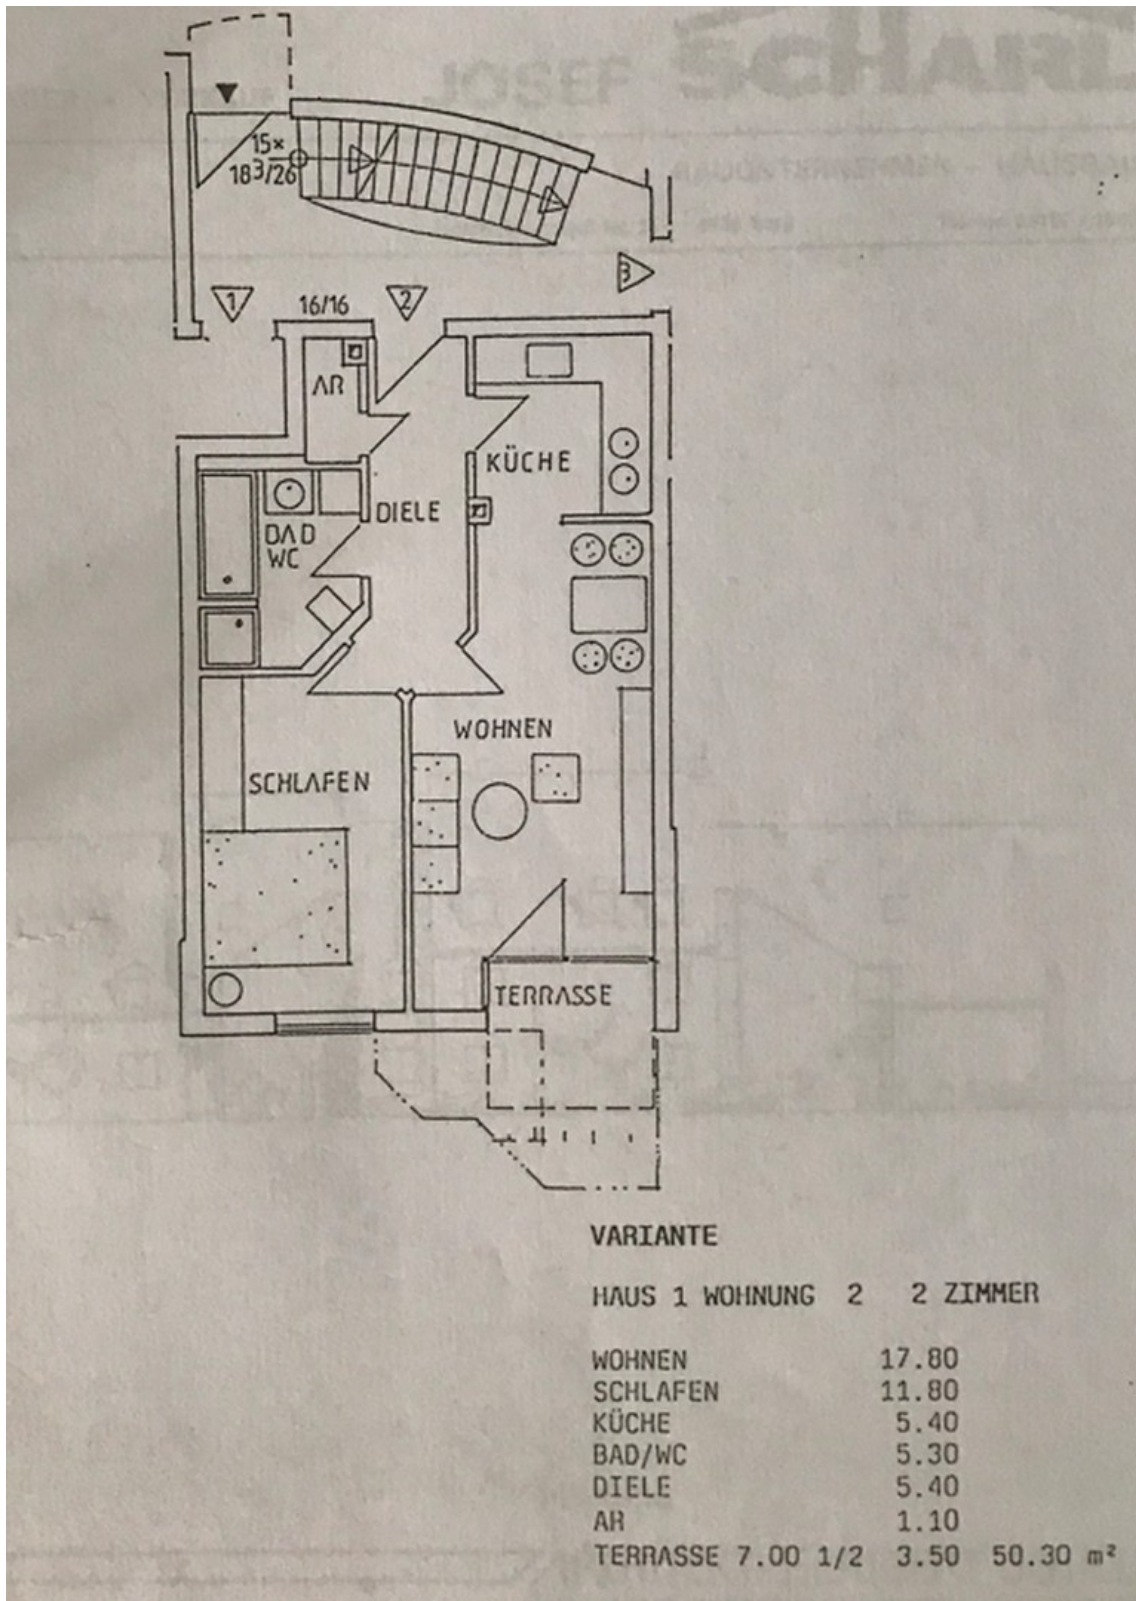 JOSEF
15×
18 3/26
3
1
16/16
2
AR
KÜCHE
DIELE
BAD
WC
WOHNEN
SCHLAFEN
TERRASSE
VARIANTE
HAUS 1 WOHNUNG 2 2 ZIMMER
WOHNEN 17.80
SCHLAFEN 11.80
KÜCHE 5.40
BAD/WC 5.30
DIELE 5.40
AR 1.10
TERRASSE 7.00 1/2 3.50 50.30 m²